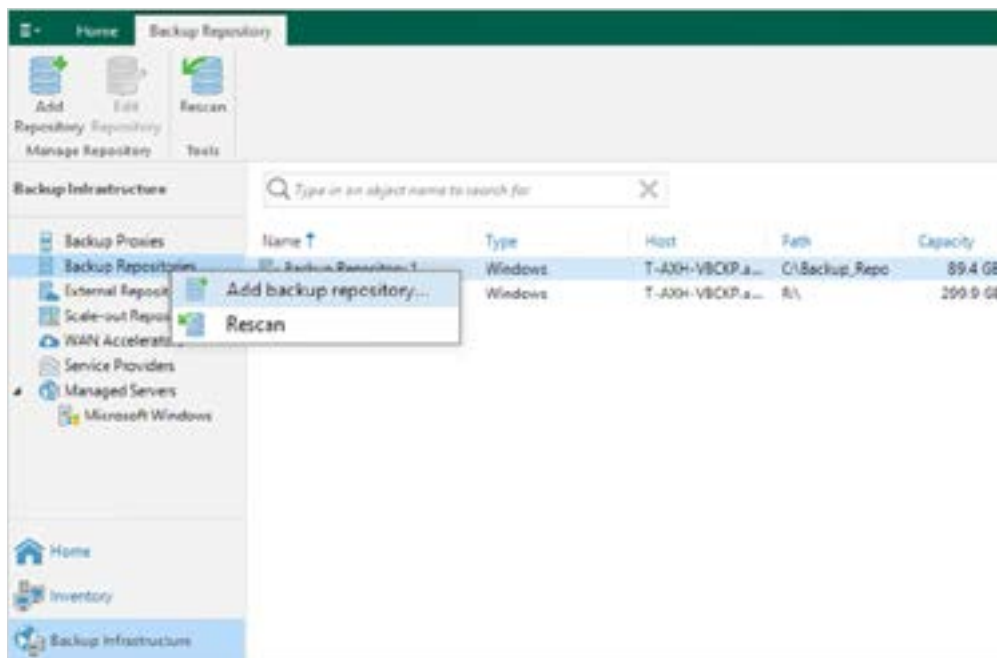 Home Backup Repository
Add Repository
Edit Repository
Rescan
Manage Repository Tools
Backup Infrastructure
Type in an object name to search for
Backup Proxies
Backup Repositories
External Reposit
Scale-out Repos
WAN Accelerat
Service Providers
Managed Servers
Microsoft Windows
Add backup repository...
Rescan
Name Type Host Path Capacity
Backup Repository 1 Windows T-AXH-VBCKP.a... C:\Backup_Repo 89.4 GB
Windows T-AXH-VBCKP.a... R:\ 299.9 GB
Home
Inventory
Backup Infrastructure